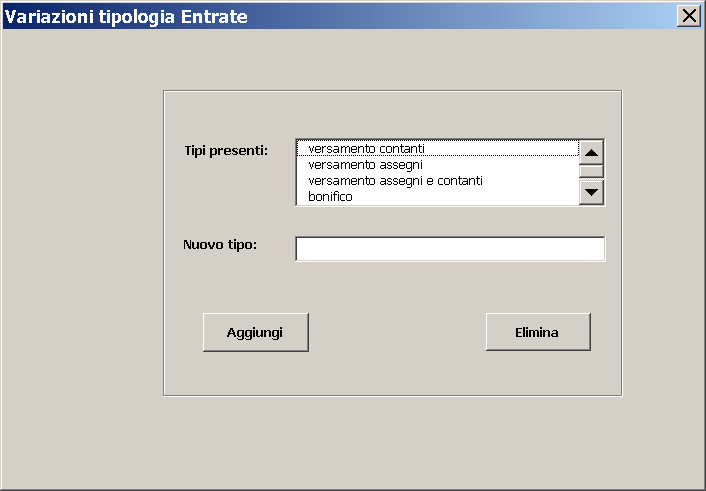 Variazioni tipologia Entrate
Tipi presenti:
versamento contanti
versamento assegni
versamento assegni e contanti
bonifico
Nuovo tipo:
Aggiungi
Elimina